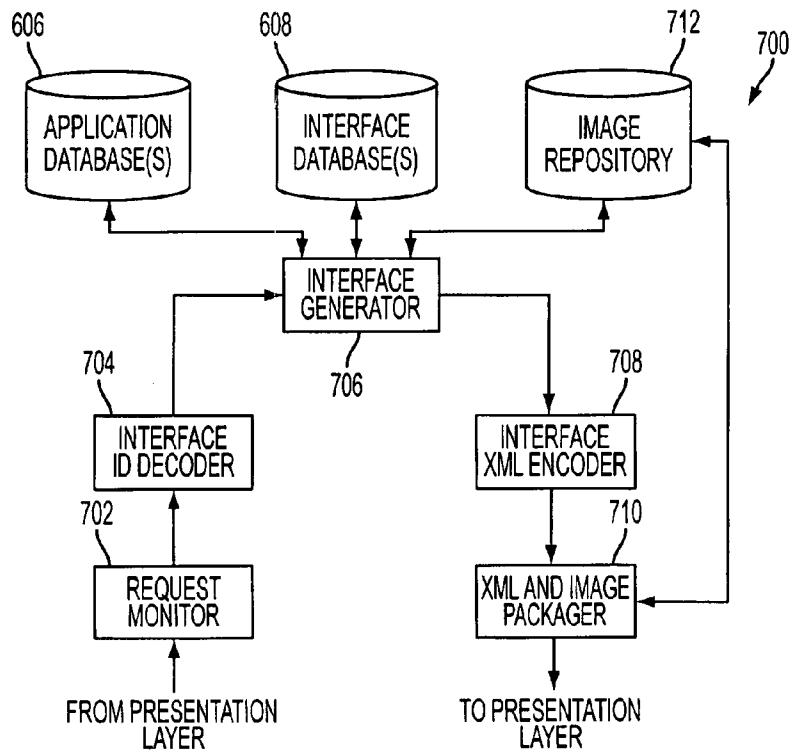 606
608
712
700
APPLICATION
DATABASE(S)
INTERFACE
DATABASE(S)
IMAGE
REPOSITORY
INTERFACE
GENERATOR
706
704
INTERFACE
ID DECODER
708
INTERFACE
XML ENCODER
702
REQUEST
MONITOR
710
XML AND IMAGE
PACKAGER
FROM PRESENTATION
LAYER
TO PRESENTATION
LAYER